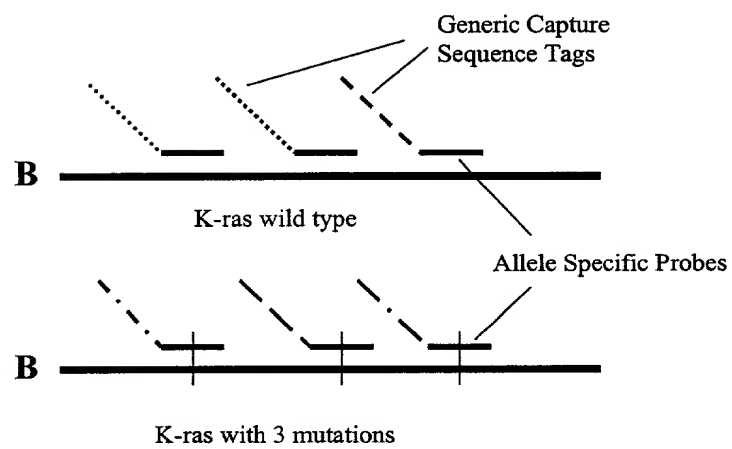 Generic Capture
Sequence Tags
B
K-ras wild type
Allele Specific Probes
B
K-ras with 3 mutations